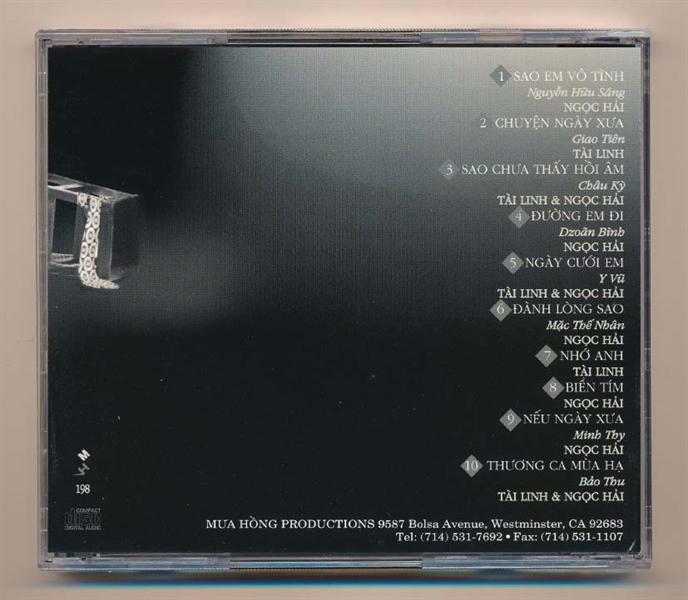 1 SAO EM VÔ TÌNH
Nguyễn Hữu Sáng
NGỌC HẢI
2 CHUYỆN NGÀY XƯA
Giao Tiên
TÀI LINH
3 SAO CHƯA THẤY HỒI ÂM
Châu Kỳ
TÀI LINH & NGỌC HẢI
4 ĐƯỜNG EM ĐI
Dzoãn Bình
NGỌC HẢI
5 NGÀY CƯỚI EM
Y Vũ
TÀI LINH & NGỌC HẢI
6 ĐÀNH LÒNG SAO
Mặc Thế Nhân
NGỌC HẢI
7 NHỚ ANH
TÀI LINH
8 BIỂN TÍM
NGỌC HẢI
9 NẾU NGÀY XƯA
Minh Thy
NGỌC HẢI
10 THƯƠNG CA MÙA HẠ
Bảo Thu
TÀI LINH & NGỌC HẢI
198
COMPACT
disc
DIGITAL AUDIO
MƯA HỒNG PRODUCTIONS 9587 Bolsa Avenue, Westminster, CA 92683
Tel: (714) 531-7692 • Fax: (714) 531-1107